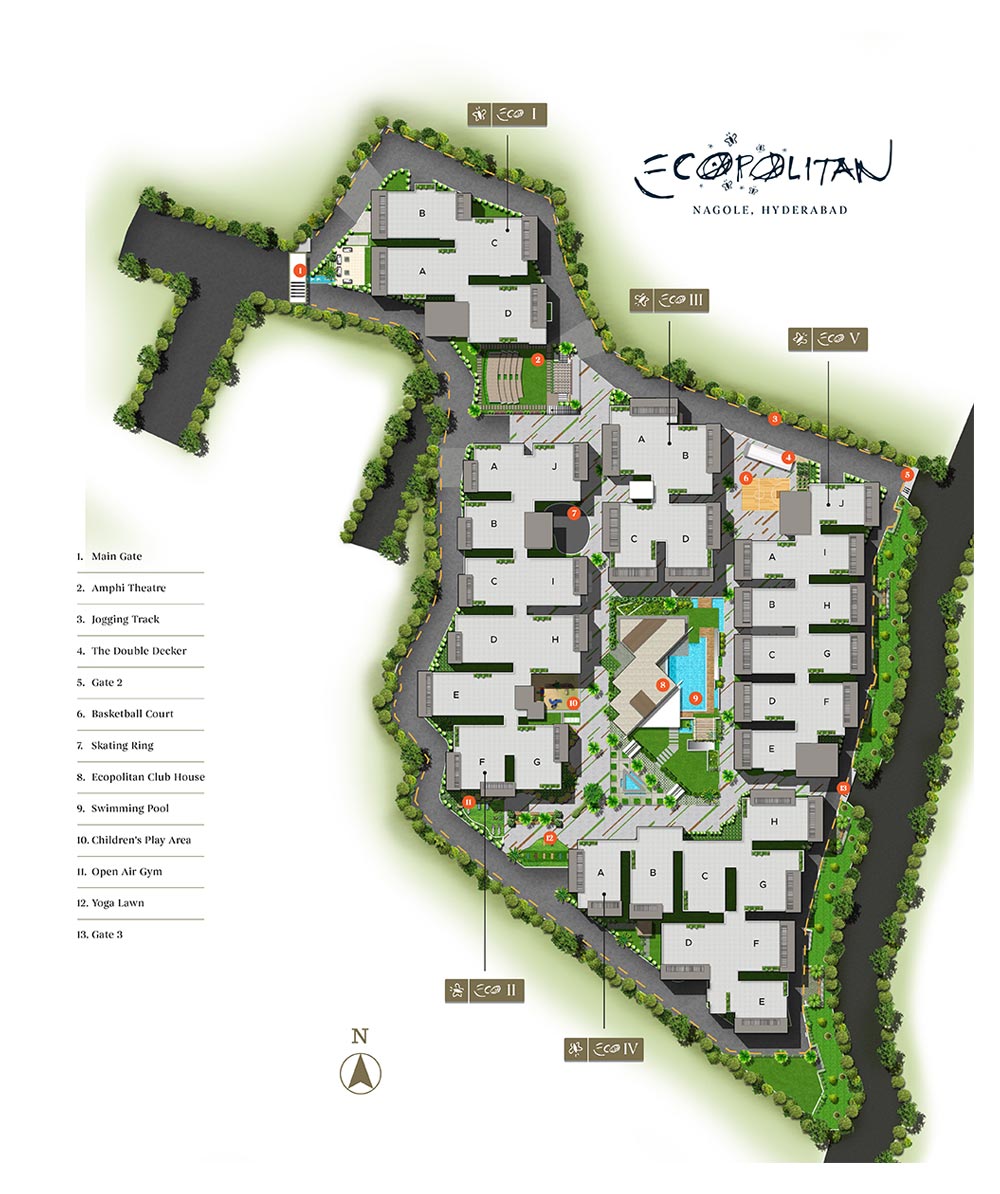 ECO I
ECOPOLITAN
NAGOLE, HYDERABAD
B
C
A
D
1
2
ECO III
ECO V
3
A
B
4
5
6
A
J
J
B
7
C
D
A
I
C
I
B
H
D
H
C
G
E
8
9
10
D
F
F
G
E
11
12
13
H
A
B
C
G
D
F
E
1. Main Gate
2. Amphi Theatre
3. Jogging Track
4. The Double Decker
5. Gate 2
6. Basketball Court
7. Skating Ring
8. Ecopolitan Club House
9. Swimming Pool
10. Children's Play Area
11. Open Air Gym
12. Yoga Lawn
13. Gate 3
ECO II
ECO IV
N